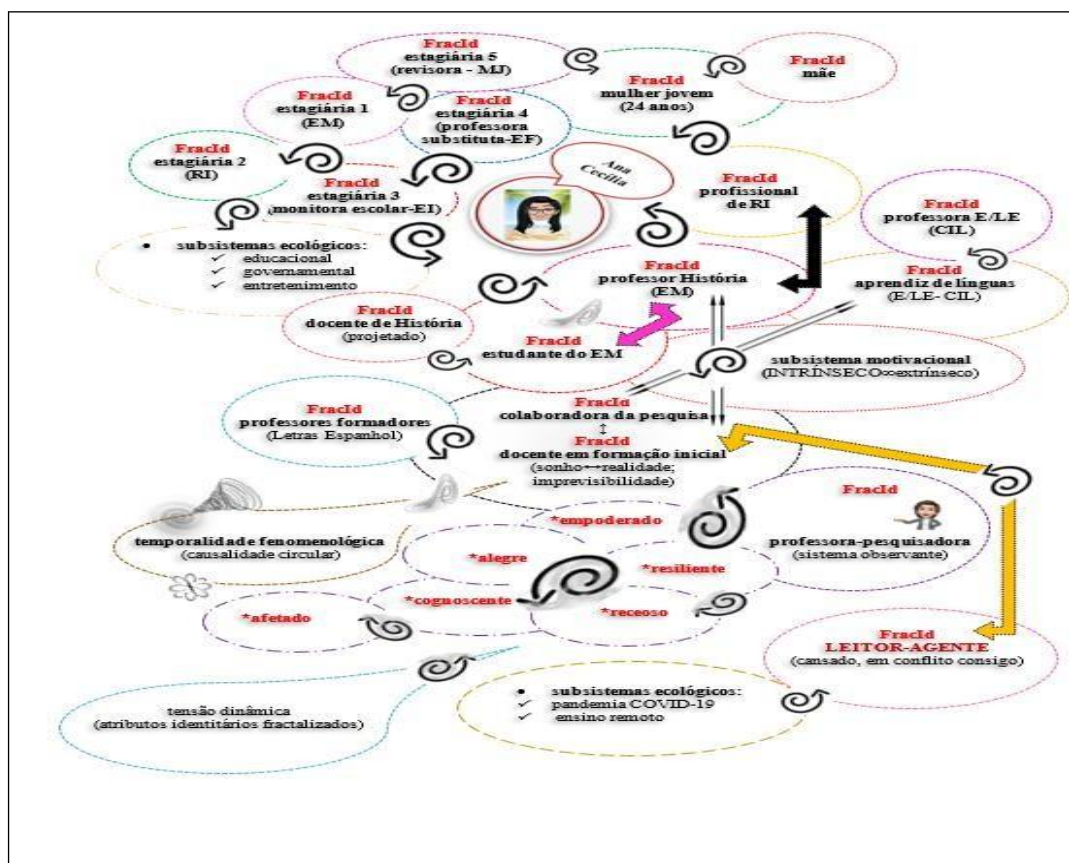 FracId
estagiária 5
(revisora - MJ)
FracId
mulher jovem
(24 anos)
FracId
mãe
FracId
estagiária 1
(EM)
FracId
estagiária 4
(professora
substituta-EF)
FracId
estagiária 2
(RI)
FracId
estagiária 3
(monitora escolar-EI)
Ana
Cecília
FracId
profissional
de RI
FracId
professora E/LE
(CIL)
• subsistemas ecológicos:
✓ educacional
✓ governamental
✓ entretenimento
FracId
professor História
(EM)
FracId
aprendiz de línguas
(E/LE- CIL)
FracId
docente de História
(projetado)
FracId
estudante do EM
subsistema motivacional
(INTRÍNSECO∞extrínseco)
FracId
professores formadores
(Letras Espanhol)
FracId
colaboradora da pesquisa
↕
FracId
docente em formação inicial
(sonho↔realidade;
imprevisibilidade)
FracId
professora-pesquisadora
(sistema observante)
temporalidade fenomenológica
(causalidade circular)
*empoderado
*alegre
*resiliente
*cognoscente
*receoso
*afetado
FracId
LEITOR-AGENTE
(cansado, em conflito consigo)
tensão dinâmica
(atributos identitários fractalizados)
• subsistemas ecológicos:
✓ pandemia COVID-19
✓ ensino remoto